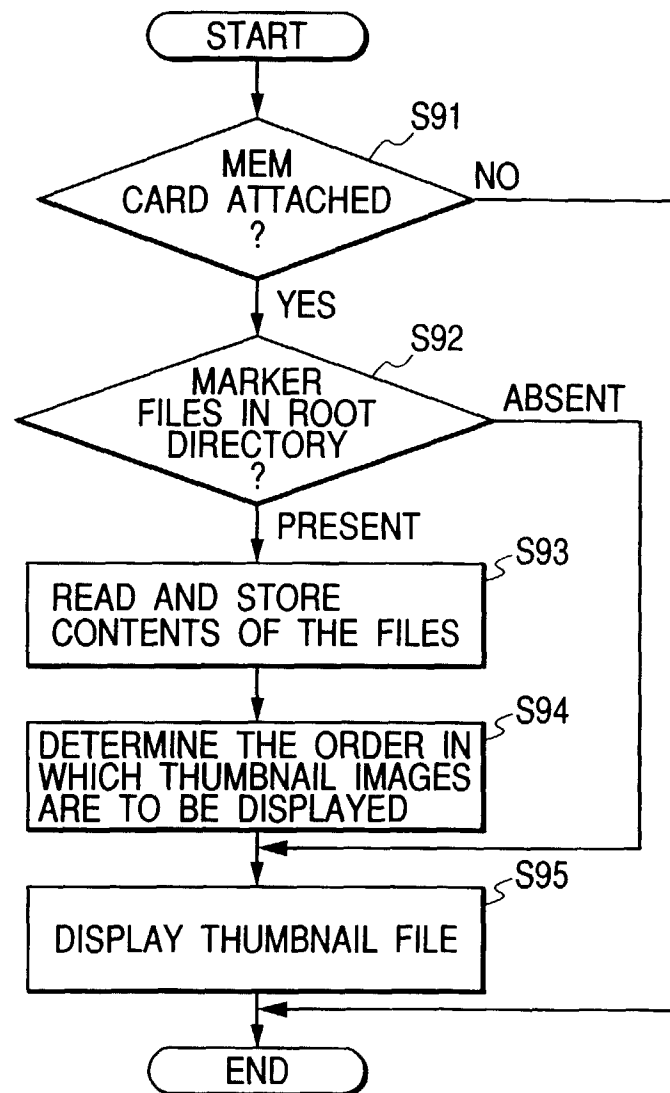 START
S91
MEM
CARD ATTACHED
?
NO
YES
S92
MARKER
FILES IN ROOT
DIRECTORY
?
ABSENT
PRESENT
S93
READ AND STORE
CONTENTS OF THE FILES
S94
DETERMINE THE ORDER IN
WHICH THUMBNAIL IMAGES
ARE TO BE DISPLAYED
S95
DISPLAY THUMBNAIL FILE
END